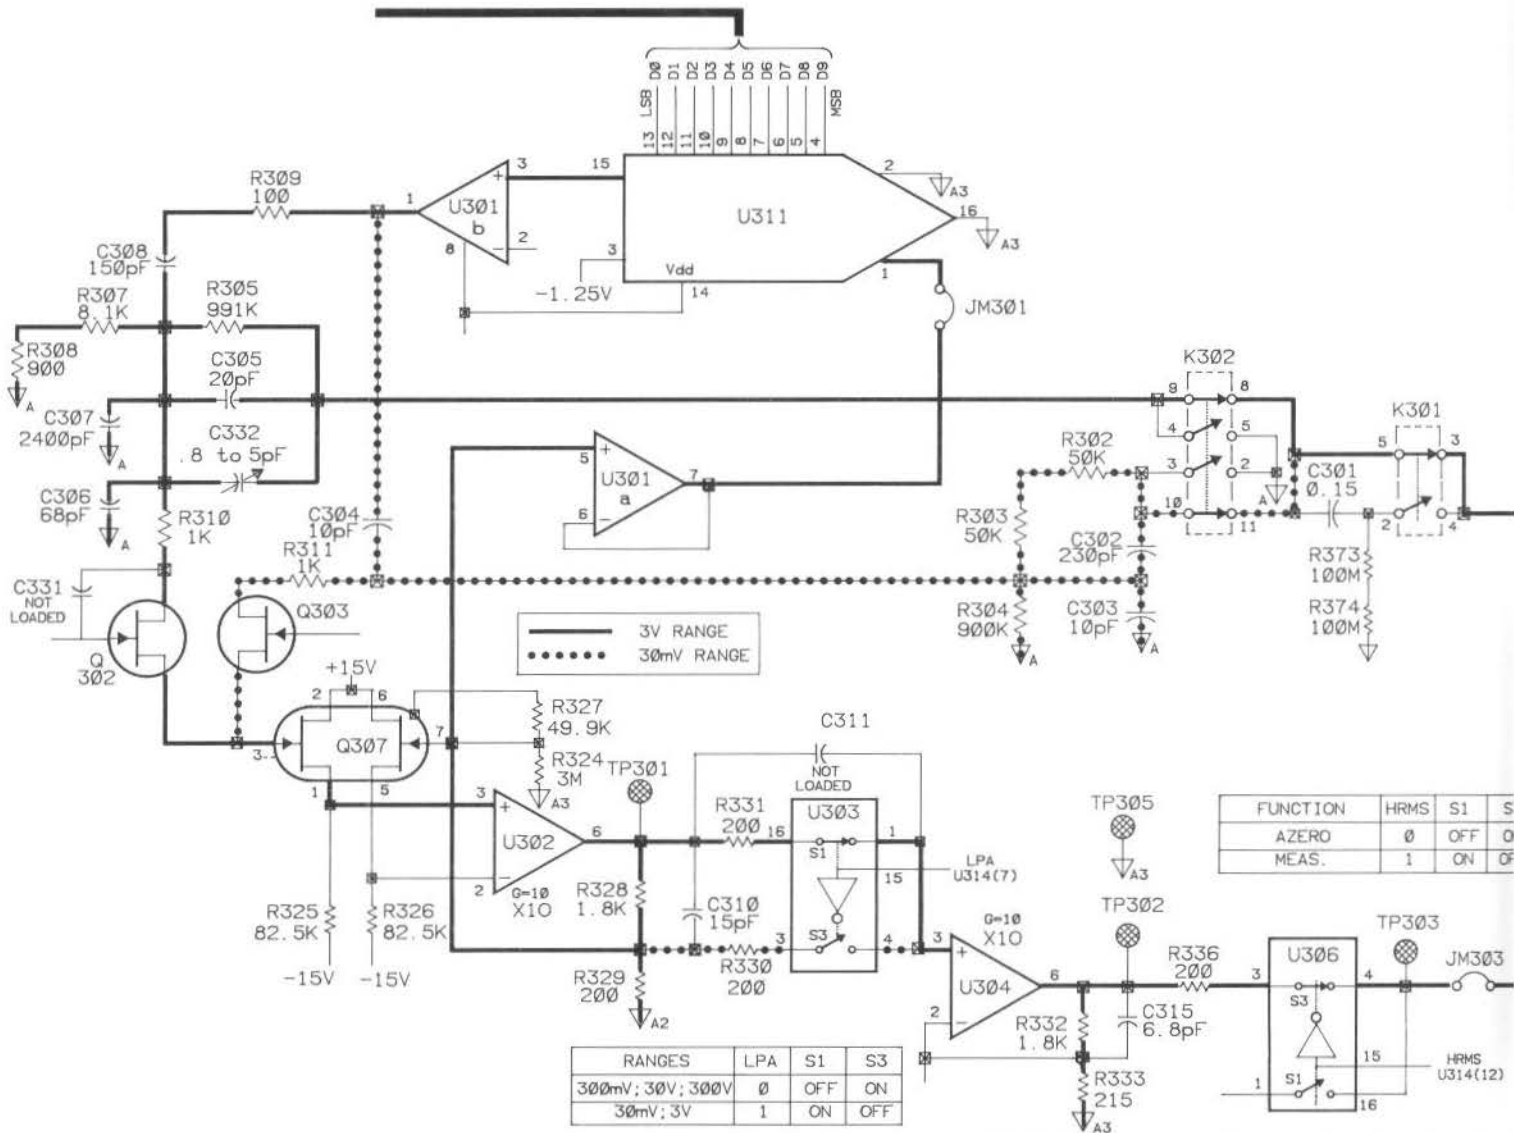 LSB D0 D1 D2 D3 D4 D5 D6 D7 D8 D9 MSB
13 12 11 10 9 8 7 6 5 4
R309
100
1
U301
b
3
8
2
15
U311
2
A3
16
A3
3
Vdd
1
-1.25V
14
JM301
C308
150pF
R307
8.1K
R305
991K
R308
900
A
C305
20pF
C307
2400pF
A
C332
.8 to 5pF
C306
68pF
A
R310
1K
C304
10pF
R311
1K
C331
NOT
LOADED
Q303
Q
302
5
U301
a
7
6
K302
9
8
4
5
3
2
A
10
11
K301
5
3
2
4
R302
50K
R303
50K
C301
0.15
C302
230pF
R373
100M
R304
900K
C303
10pF
R374
100M
A
A
3V RANGE
30mV RANGE
+15V
2
6
3
Q307
7
1
5
R327
49.9K
R324
3M
A3
3
U302
6
2
G=10
X10
R325
82.5K
R326
82.5K
-15V
-15V
TP301
C311
NOT
LOADED
R331
200
16
U303
1
S1
15
LPA
U314(7)
R328
1.8K
C310
15pF
3
S3
4
R330
200
R329
200
A2
TP305
A3
FUNCTION HRMS S1
AZERO 0 OFF
MEAS. 1 ON
TP302
G=10
X10
3
U304
6
2
R336
200
3
U306
4
S3
15
HRMS
U314(12)
1
S1
16
TP303
JM303
R332
1.8K
C315
6.8pF
R333
215
A3
RANGES LPA S1 S3
300mV; 30V; 300V 0 OFF ON
30mV; 3V 1 ON OFF